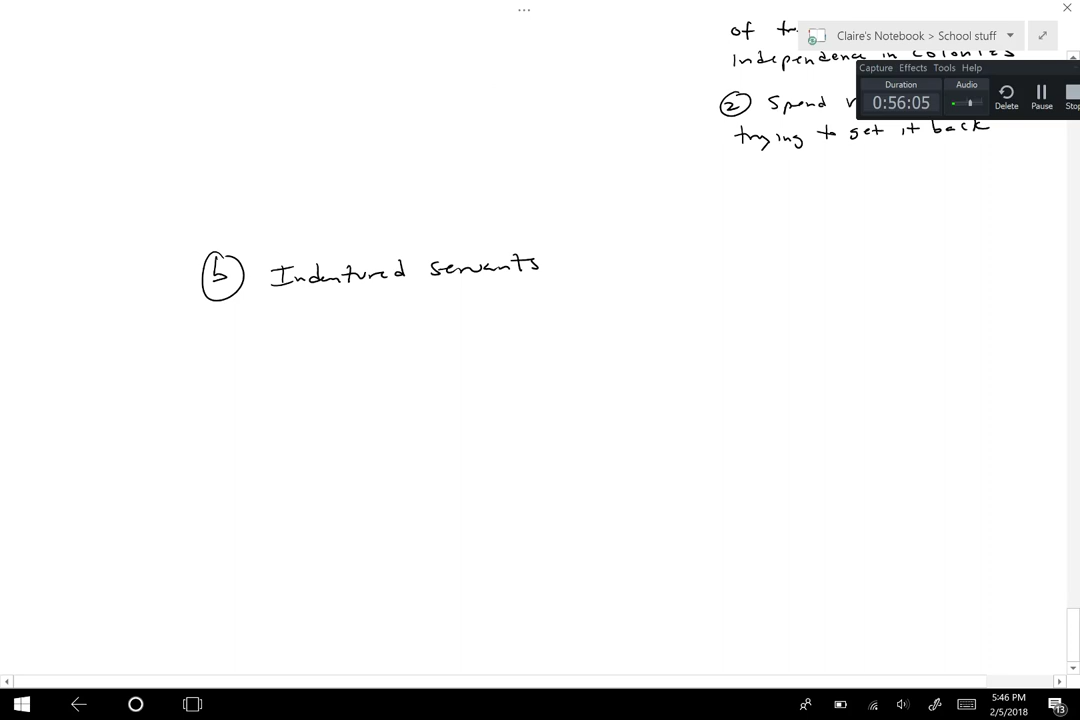 ...
of
Claire's Notebook > School stuff
Independence in colonies
Capture Effects Tools Help
Duration
Audio
0:56:05
Delete
Pause
Stop
② Spend
trying to get it back
ⓑ Indentured servants
5:46 PM
2/5/2018
13